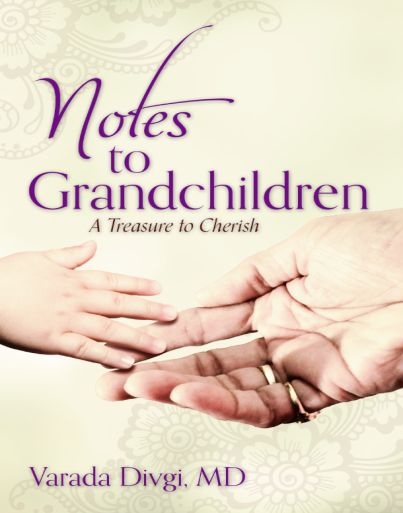 Notes
to
Grandchildren
A Treasure to Cherish
Varada Divgi, MD